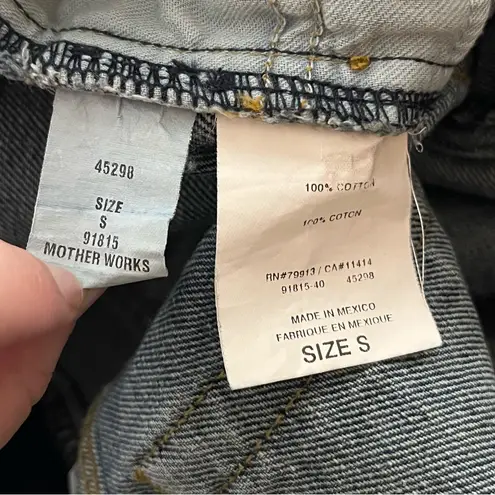 45298
SIZE
S
91815
MOTHER WORKS
100% COTTON
100% COTON
RN#79913 / CA#11414
91815-40 45298
MADE IN MEXICO
FABRIQUE EN MEXIQUE
SIZE S